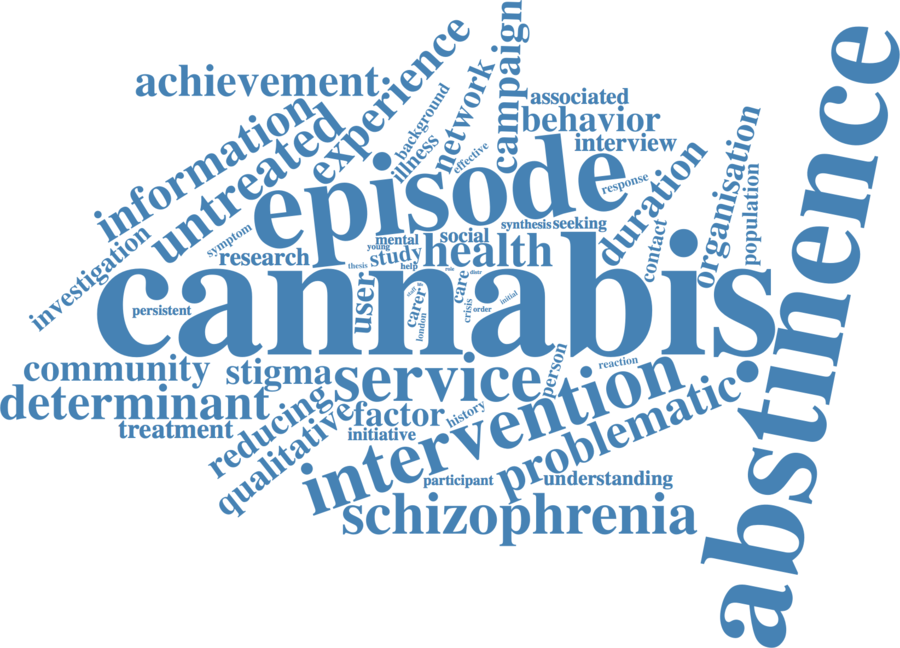 achievement
experience
campaign
network
background
illness
effective
associated
behavior
interview
information
untreated
episode
response
duration
organisation
population
abstinence
investigation
symptom
research
mental
young
study
social
health
synthesis
seeking
contact
thesis
help
role
distr
cannabis
persistent
user
staff
carer
london
care
crisis
order
initial
community
stigma
service
person
reaction
determinant
treatment
reducing
qualitative
factor
initiative
history
intervention
problematic
participant
understanding
schizophrenia